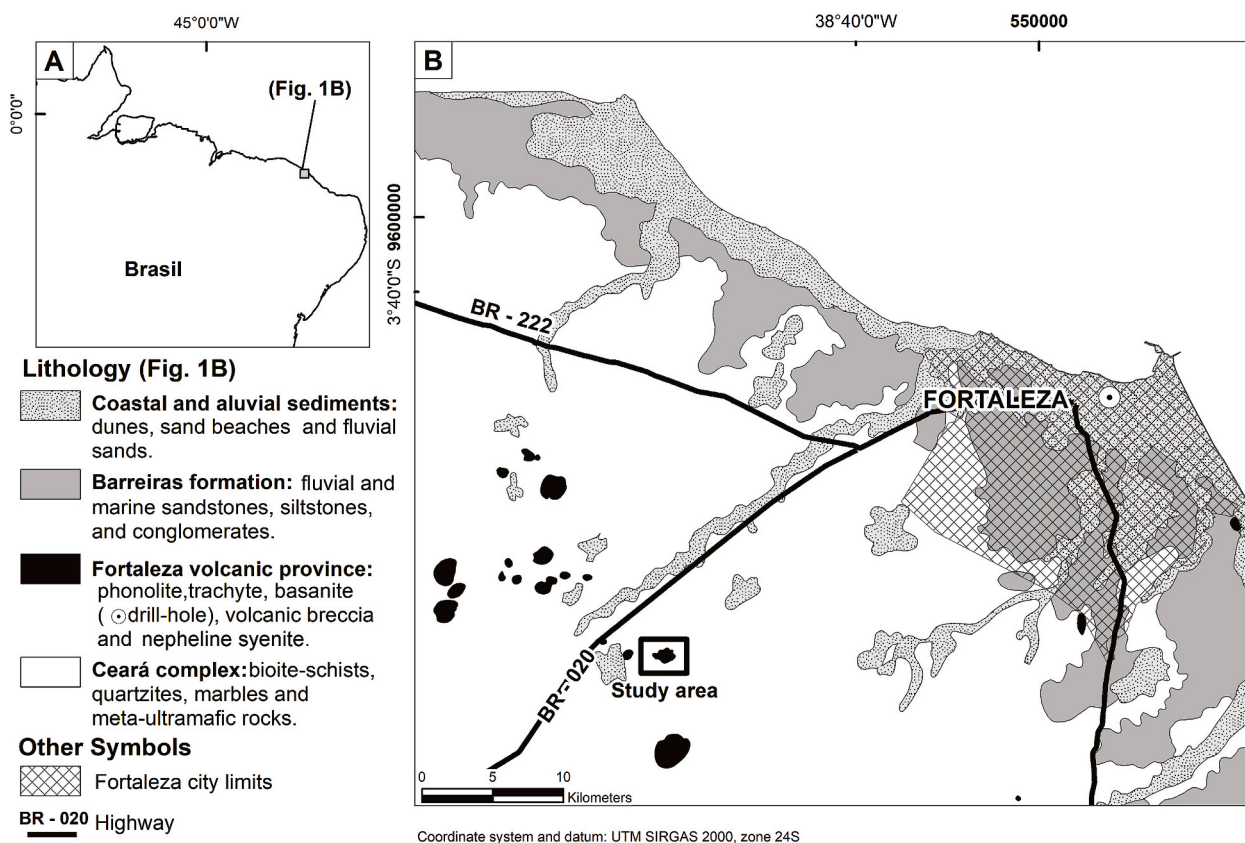 45°0'0"W
38°40'0"W
550000
A
(Fig. 1B)
0°0'0"
Brasil
B
9600000
3°40'0"S
BR - 222
FORTALEZA
BR - 020
Study area
0 5 10
Kilometers
Lithology (Fig. 1B)
Coastal and aluvial sediments:
dunes, sand beaches and fluvial
sands.
Barreiras formation: fluvial and
marine sandstones, siltstones,
and conglomerates.
Fortaleza volcanic province:
phonolite,trachyte, basanite
( ⊙drill-hole), volcanic breccia
and nepheline syenite.
Ceará complex:bioite-schists,
quartzites, marbles and
meta-ultramafic rocks.
Other Symbols
Fortaleza city limits
BR - 020 Highway
Coordinate system and datum: UTM SIRGAS 2000, zone 24S